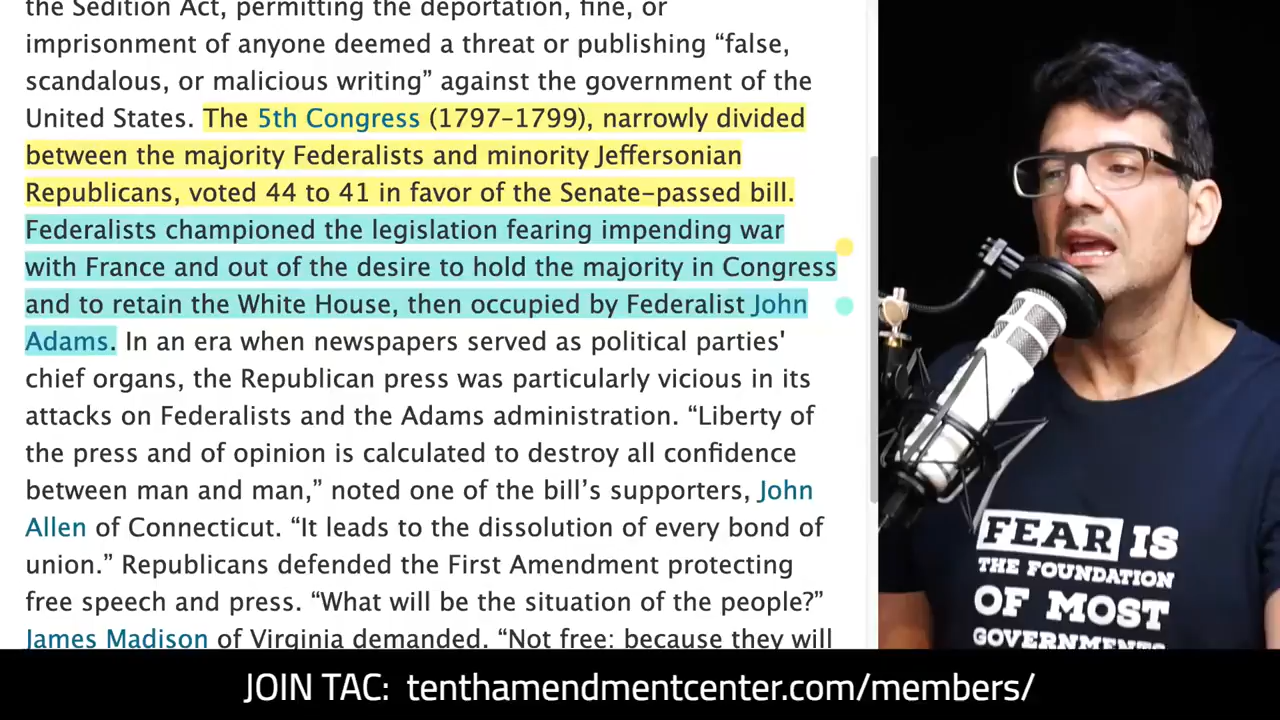 the Sedition Act, permitting the deportation, fine, or
imprisonment of anyone deemed a threat or publishing “false,
scandalous, or malicious writing” against the government of the
United States. The 5th Congress (1797–1799), narrowly divided
between the majority Federalists and minority Jeffersonian
Republicans, voted 44 to 41 in favor of the Senate-passed bill.
Federalists championed the legislation fearing impending war
with France and out of the desire to hold the majority in Congress
and to retain the White House, then occupied by Federalist John
Adams. In an era when newspapers served as political parties'
chief organs, the Republican press was particularly vicious in its
attacks on Federalists and the Adams administration. “Liberty of
the press and of opinion is calculated to destroy all confidence
between man and man,” noted one of the bill’s supporters, John
Allen of Connecticut. “It leads to the dissolution of every bond of
union.” Republicans defended the First Amendment protecting
free speech and press. “What will be the situation of the people?”
James Madison of Virginia demanded. “Not free: because they will
FEAR IS
THE FOUNDATION
OF MOST
GOVERNMENTS
JOIN TAC: tenthamendmentcenter.com/members/